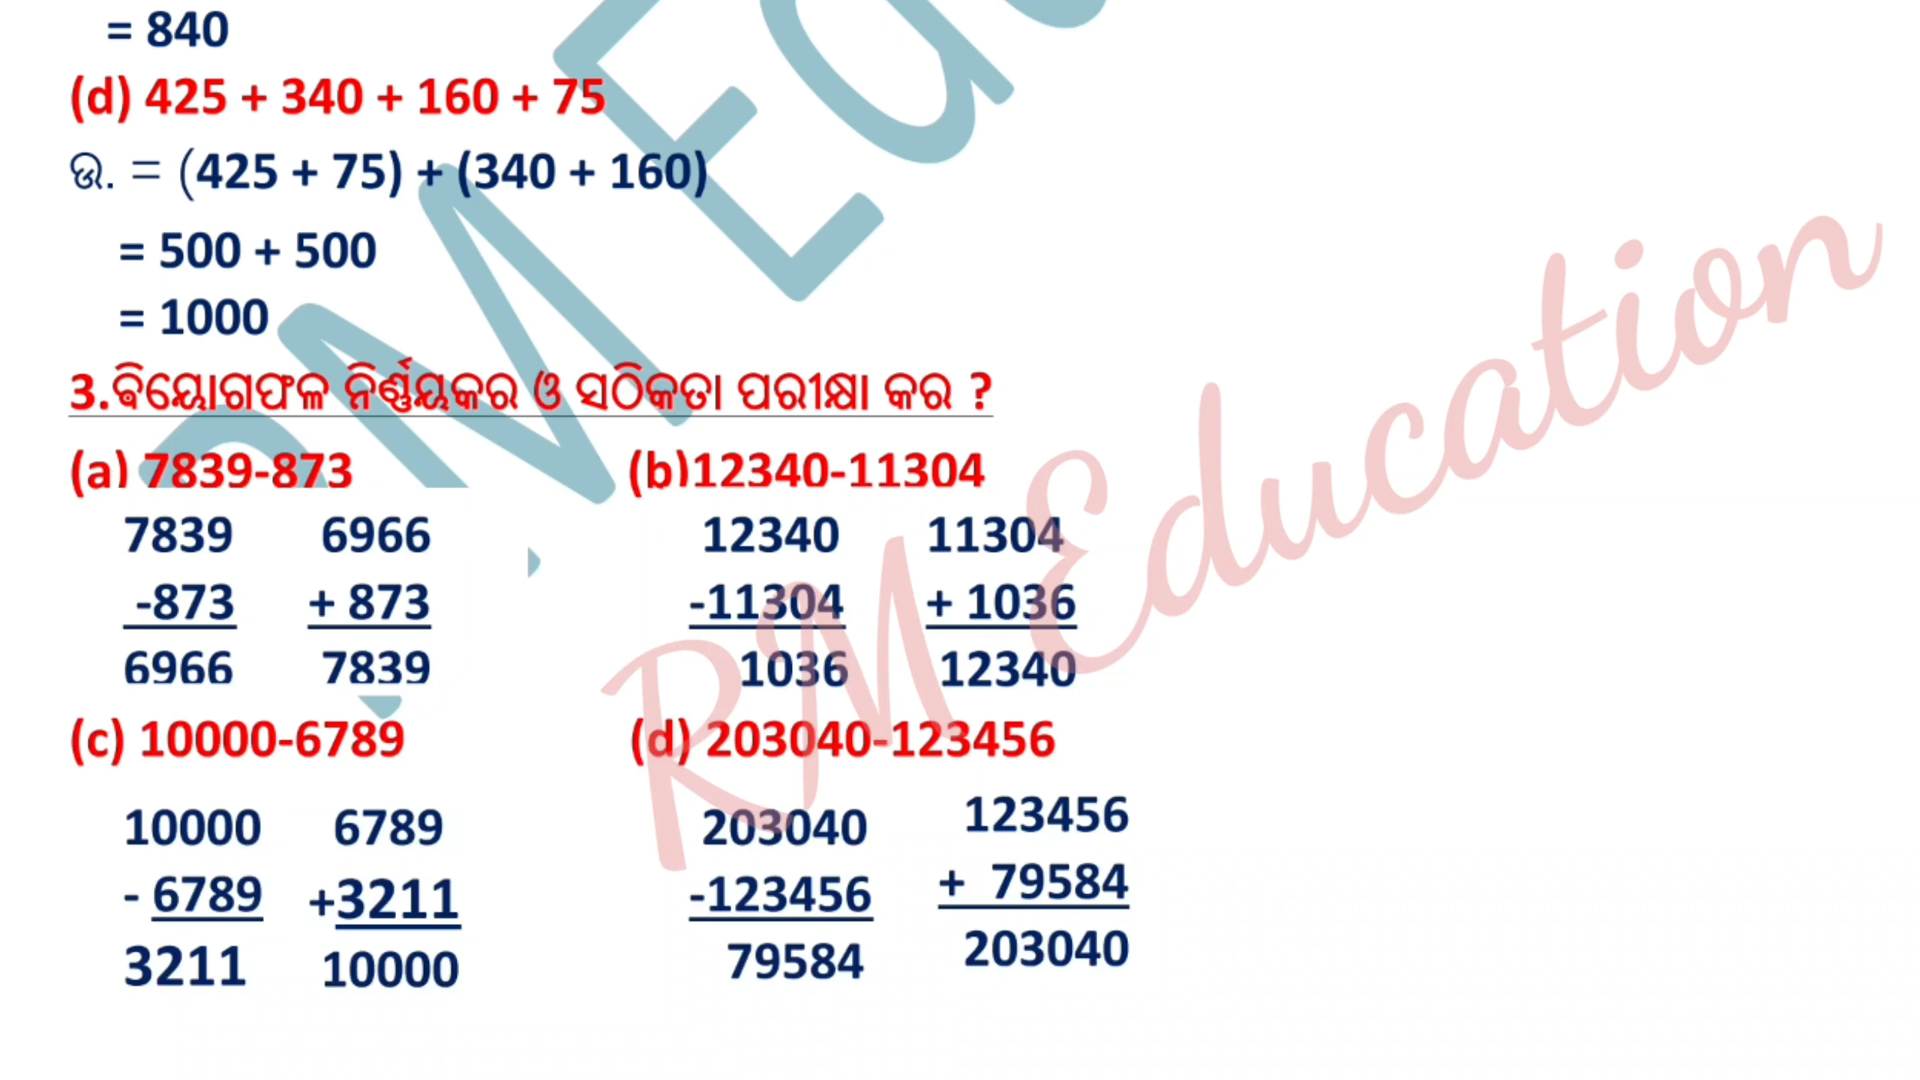 = 840
(d) 425 + 340 + 160 + 75
ଉ. = (425 + 75) + (340 + 160)
= 500 + 500
= 1000
3.ବିୟୋଗଫଳ ନିର୍ଣ୍ଣୟକର ଓ ସଠିକତା ପରୀକ୍ଷା କର ?
(a) 7839-873 (b)12340-11304
7839 6966 12340 11304
-873 + 873 -11304 + 1036
6966 7839 1036 12340
(c) 10000-6789 (d) 203040-123456
10000 6789 203040 123456
- 6789 +3211 -123456 + 79584
3211 10000 79584 203040
RM Education